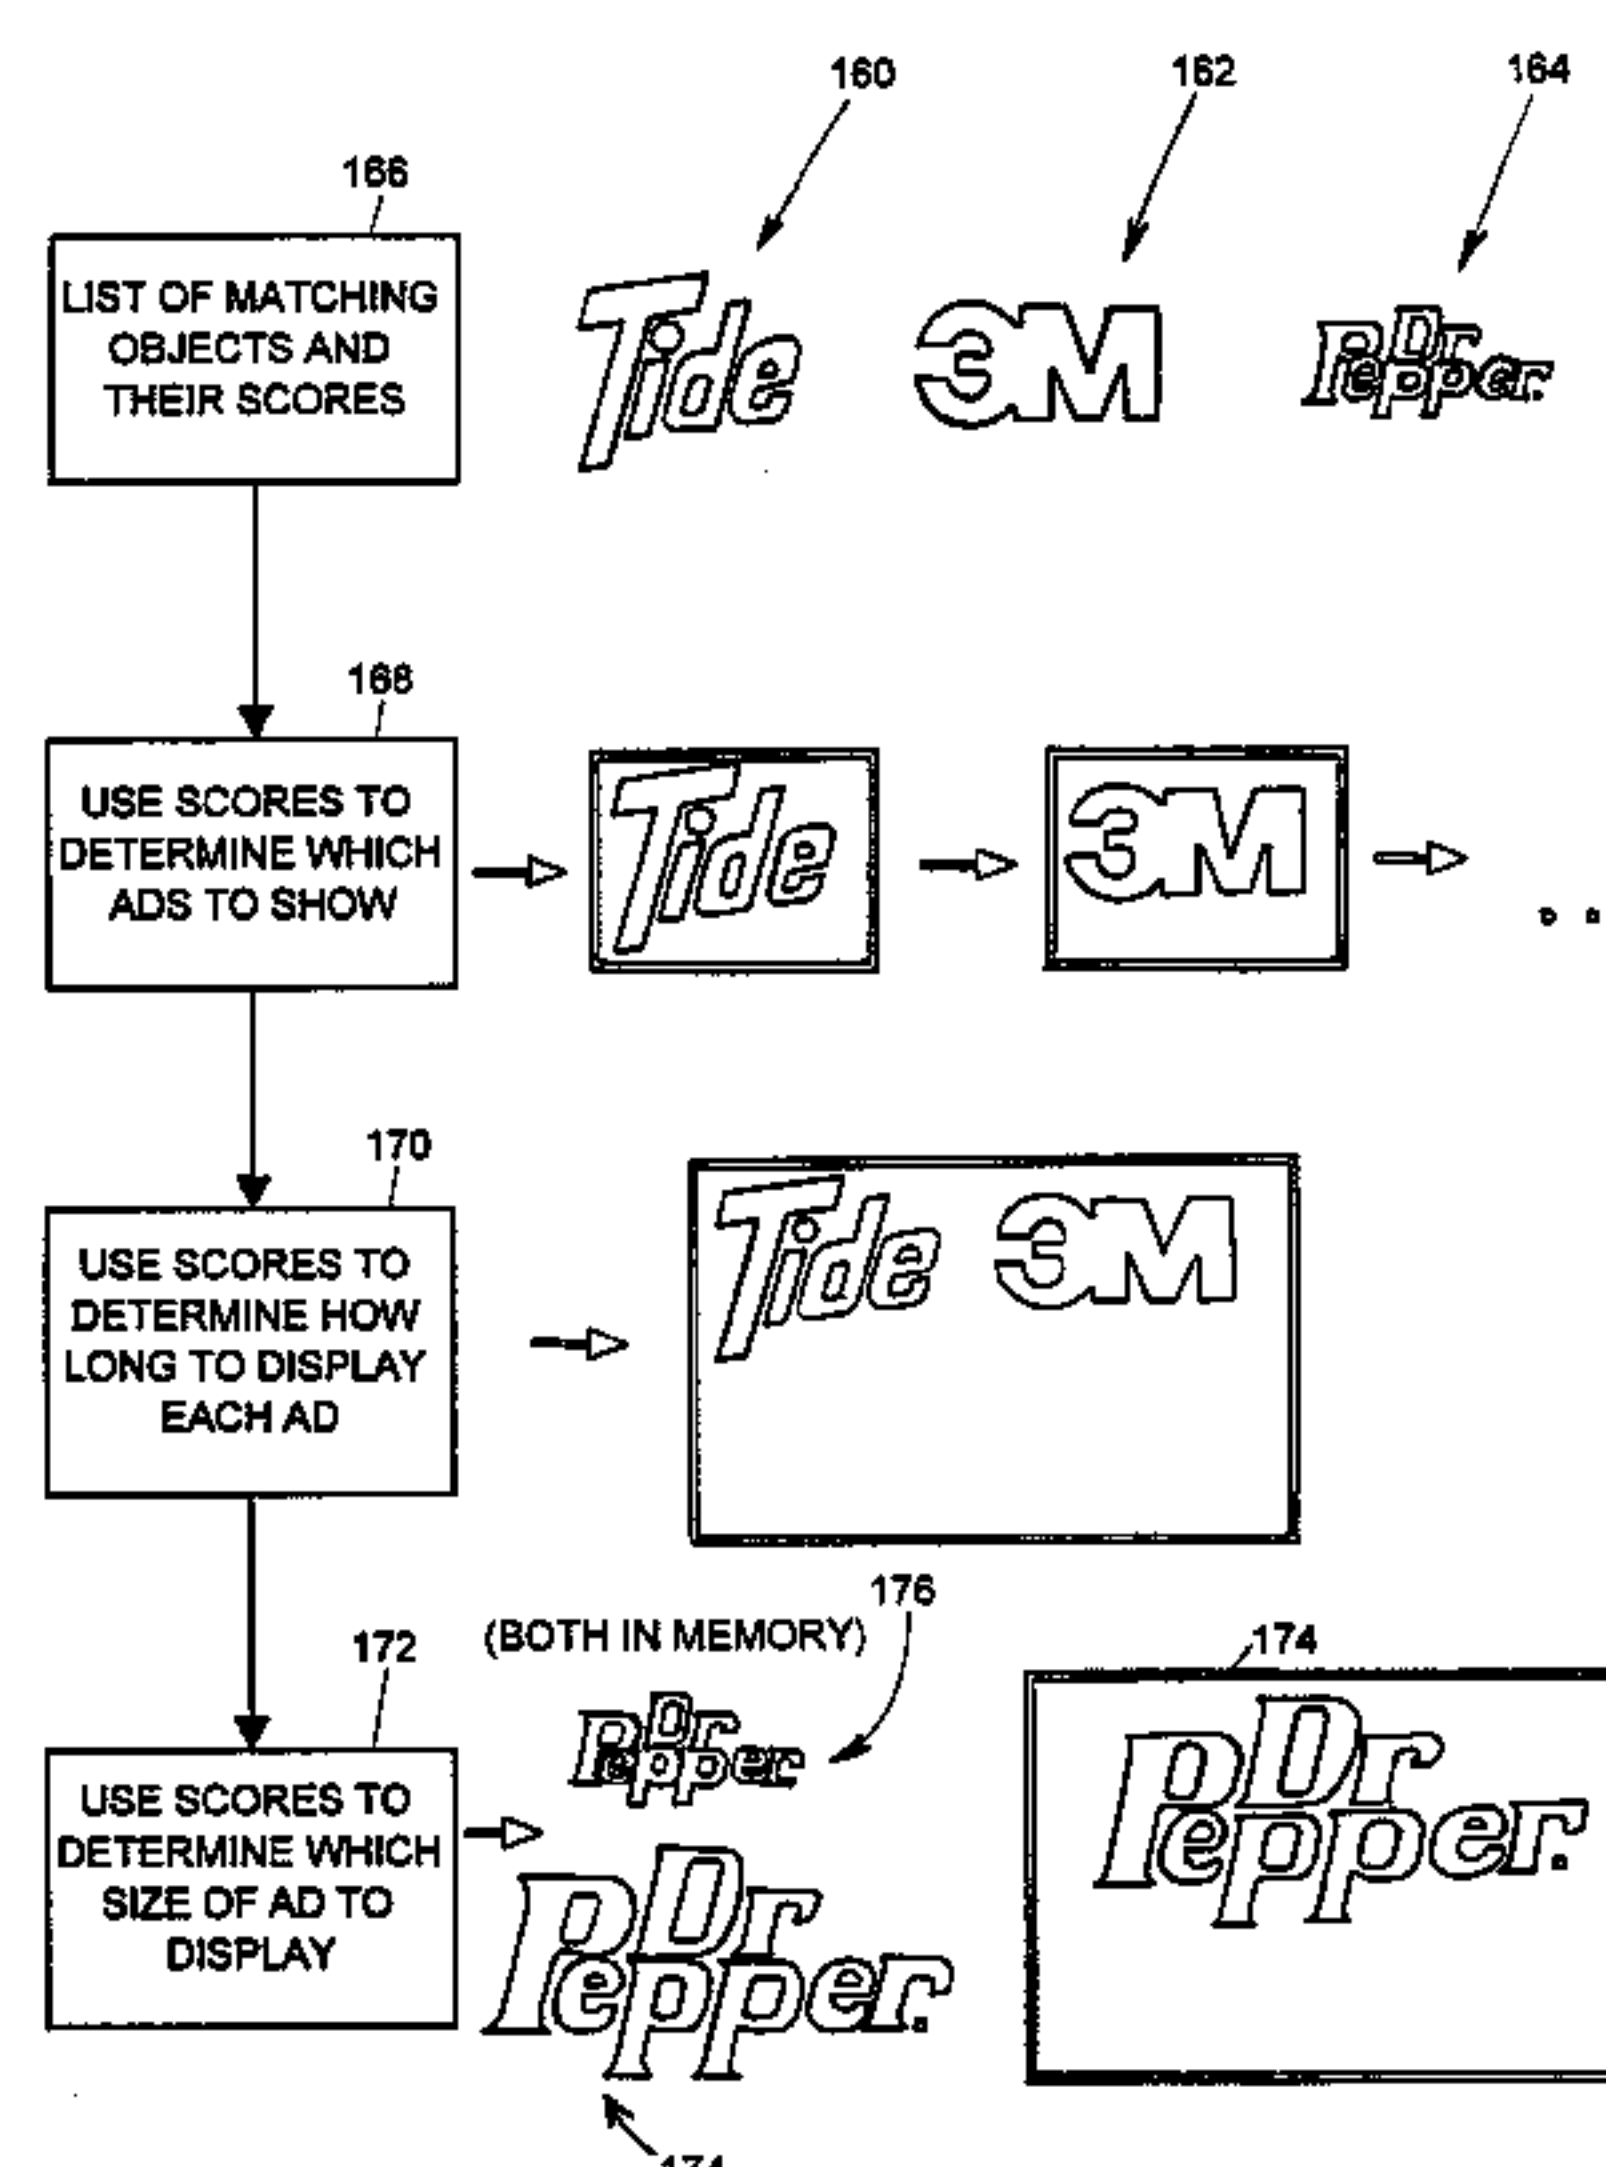 160
162
164
166
LIST OF MATCHING
OBJECTS AND
THEIR SCORES
Tide
3M
Dr
Pepper.
168
USE SCORES TO
DETERMINE WHICH
ADS TO SHOW
Tide
3M
170
USE SCORES TO
DETERMINE HOW
LONG TO DISPLAY
EACH AD
Tide
3M
176
(BOTH IN MEMORY)
172
174
USE SCORES TO
DETERMINE WHICH
SIZE OF AD TO
DISPLAY
Dr
Pepper.
Dr
Pepper.
Dr
Pepper.